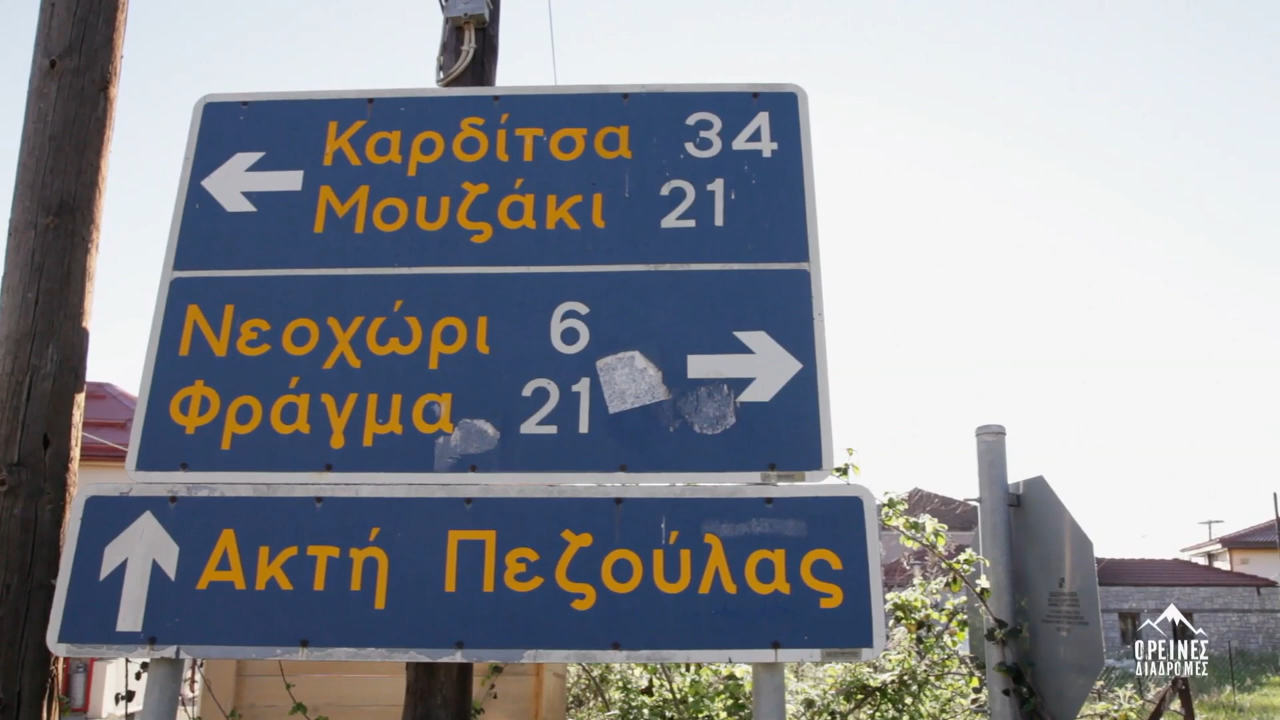 Καρδίτσα 34
Μουζάκι 21
Νεοχώρι 6
Φράγμα 21
Ακτή Πεζούλας
ΟΡΕΙΝΕΣ
ΔΙΑΔΡΟΜΕΣ